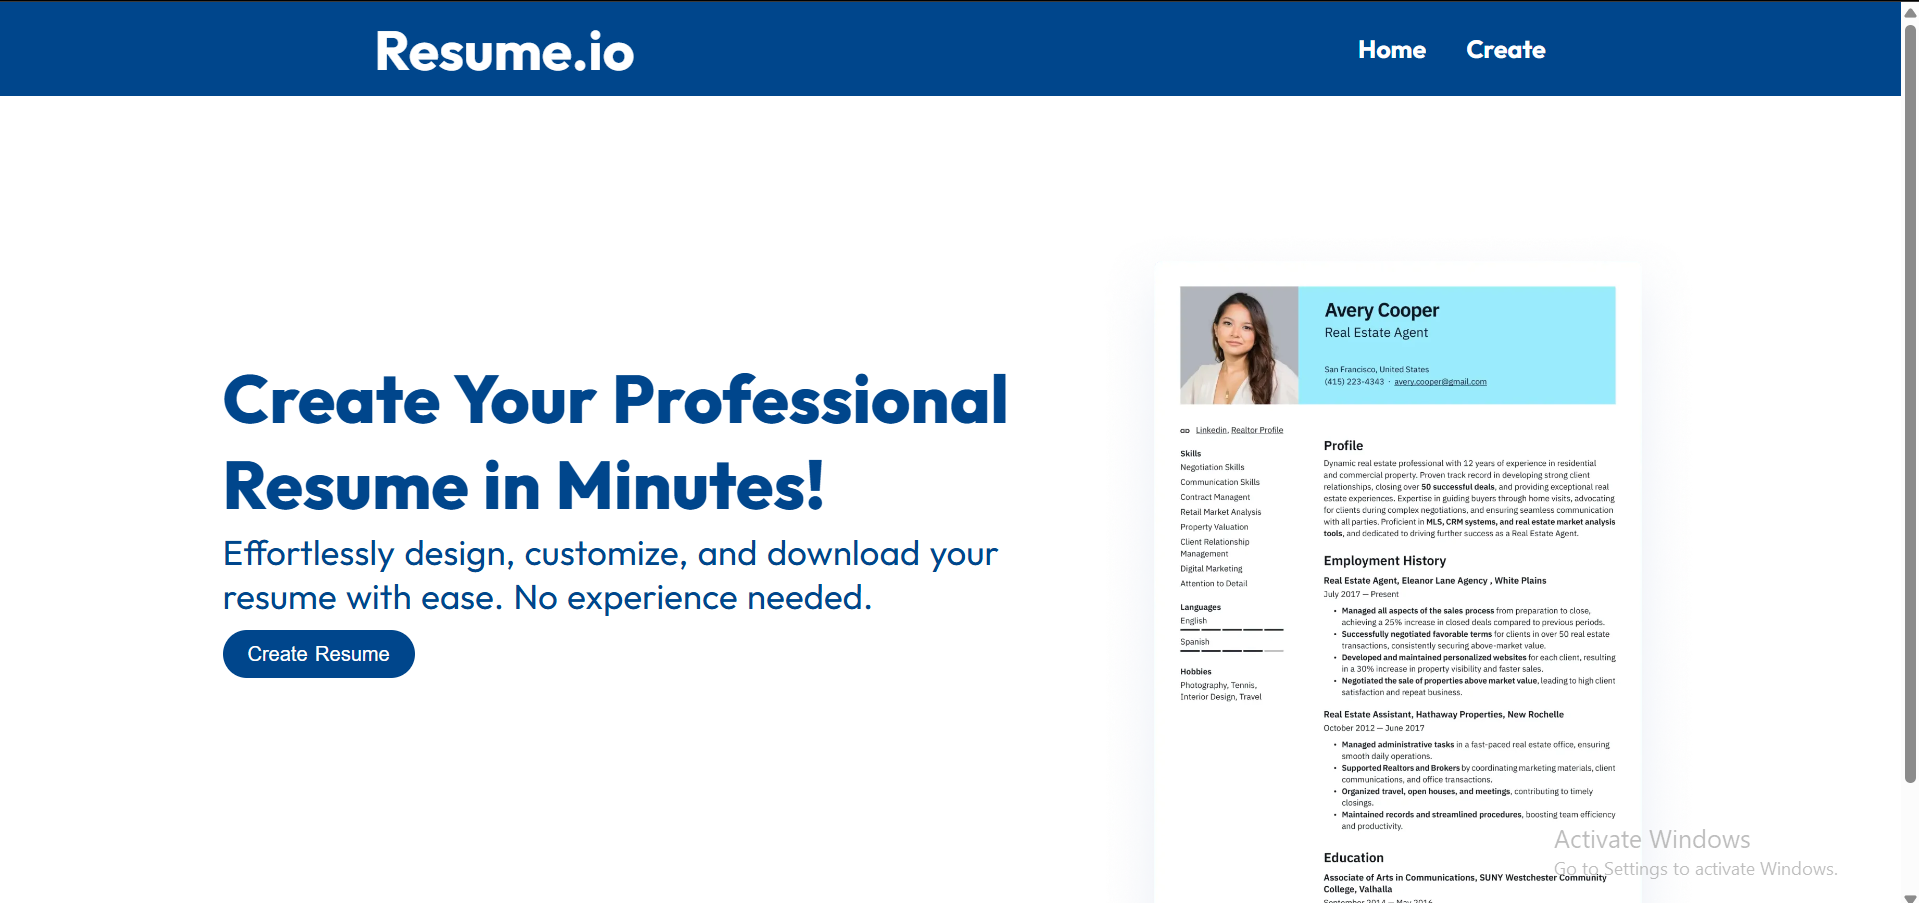 Resume.io
Home
Create
Create Your Professional
Resume in Minutes!
Effortlessly design, customize, and download your
resume with ease. No experience needed.
Create Resume
Avery Cooper
Real Estate Agent
San Francisco, United States
(415) 223-4343 · avery.cooper@gmail.com
Linkedin, Realtor Profile
Skills
Negotiation Skills
Communication Skills
Contract Managent
Retail Market Analysis
Property Valuation
Client Relationship
Management
Digital Marketing
Attention to Detail
Languages
English
Spanish
Hobbies
Photography, Tennis,
Interior Design, Travel
Profile
Dynamic real estate professional with 12 years of experience in residential
and commercial property. Proven track record in developing strong client
relationships, closing over 50 successful deals, and providing exceptional real
estate experiences. Expertise in guiding buyers through home visits, advocating
for clients during complex negotiations, and ensuring seamless communication
with all parties. Proficient in MLS, CRM systems, and real estate market analysis
tools, and dedicated to driving further success as a Real Estate Agent.
Employment History
Real Estate Agent, Eleanor Lane Agency , White Plains
July 2017 — Present
• Managed all aspects of the sales process from preparation to close,
achieving a 25% increase in closed deals compared to previous periods.
• Successfully negotiated favorable terms for clients in over 50 real estate
transactions, consistently securing above-market value.
• Developed and maintained personalized websites for each client, resulting
in a 30% increase in property visibility and faster sales.
• Negotiated the sale of properties above market value, leading to high client
satisfaction and repeat business.
Real Estate Assistant, Hathaway Properties, New Rochelle
October 2012 — June 2017
• Managed administrative tasks in a fast-paced real estate office, ensuring
smooth daily operations.
• Supported Realtors and Brokers by coordinating marketing materials, client
communications, and office transactions.
• Organized travel, open houses, and meetings, contributing to timely
closings.
• Maintained records and streamlined procedures, boosting team efficiency
and productivity.
Education
Associate of Arts in Communications, SUNY Westchester Community
College, Valhalla
September 2014 — May 2016
Activate Windows
Go to Settings to activate Windows.